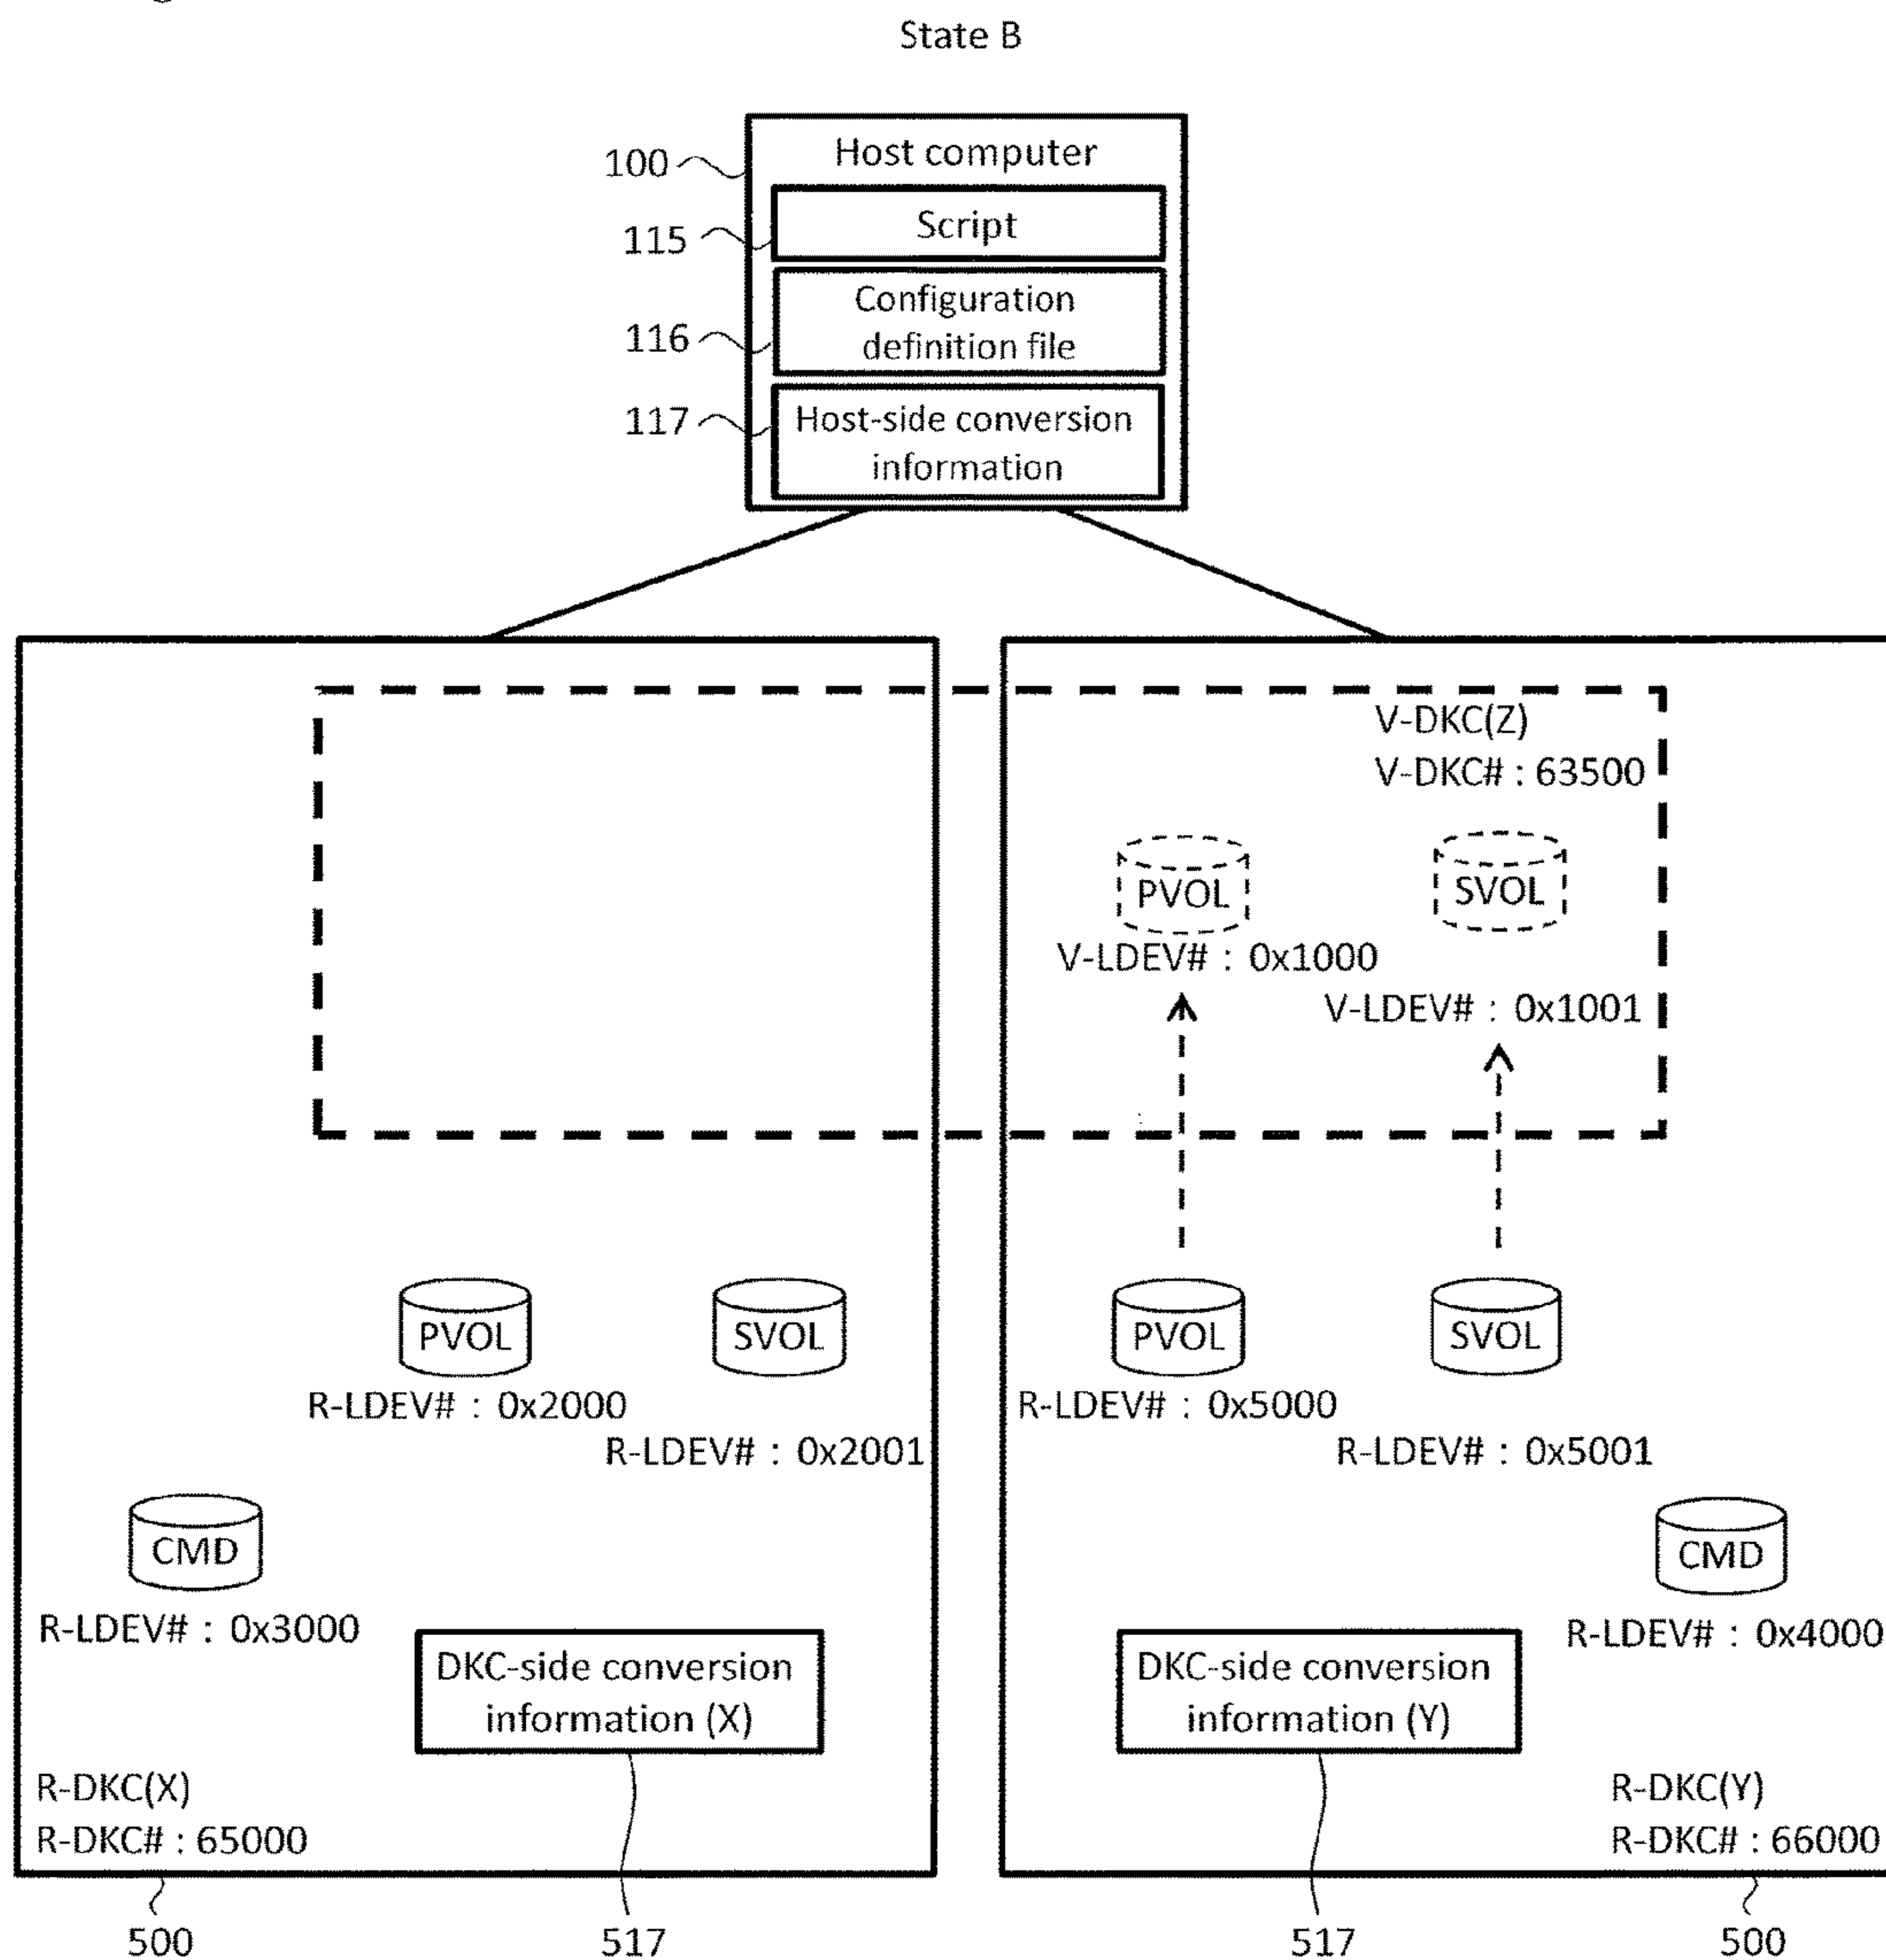 State B
Host computer
100
Script
115
Configuration
definition file
116
Host-side conversion
information
117
V-DKC(Z)
V-DKC# : 63500
PVOL
SVOL
V-LDEV# : 0x1000
V-LDEV# : 0x1001
PVOL
SVOL
PVOL
SVOL
R-LDEV# : 0x2000
R-LDEV# : 0x5000
R-LDEV# : 0x2001
R-LDEV# : 0x5001
CMD
CMD
R-LDEV# : 0x3000
R-LDEV# : 0x4000
DKC-side conversion
information (X)
DKC-side conversion
information (Y)
R-DKC(X)
R-DKC# : 65000
R-DKC(Y)
R-DKC# : 66000
500
517
517
500